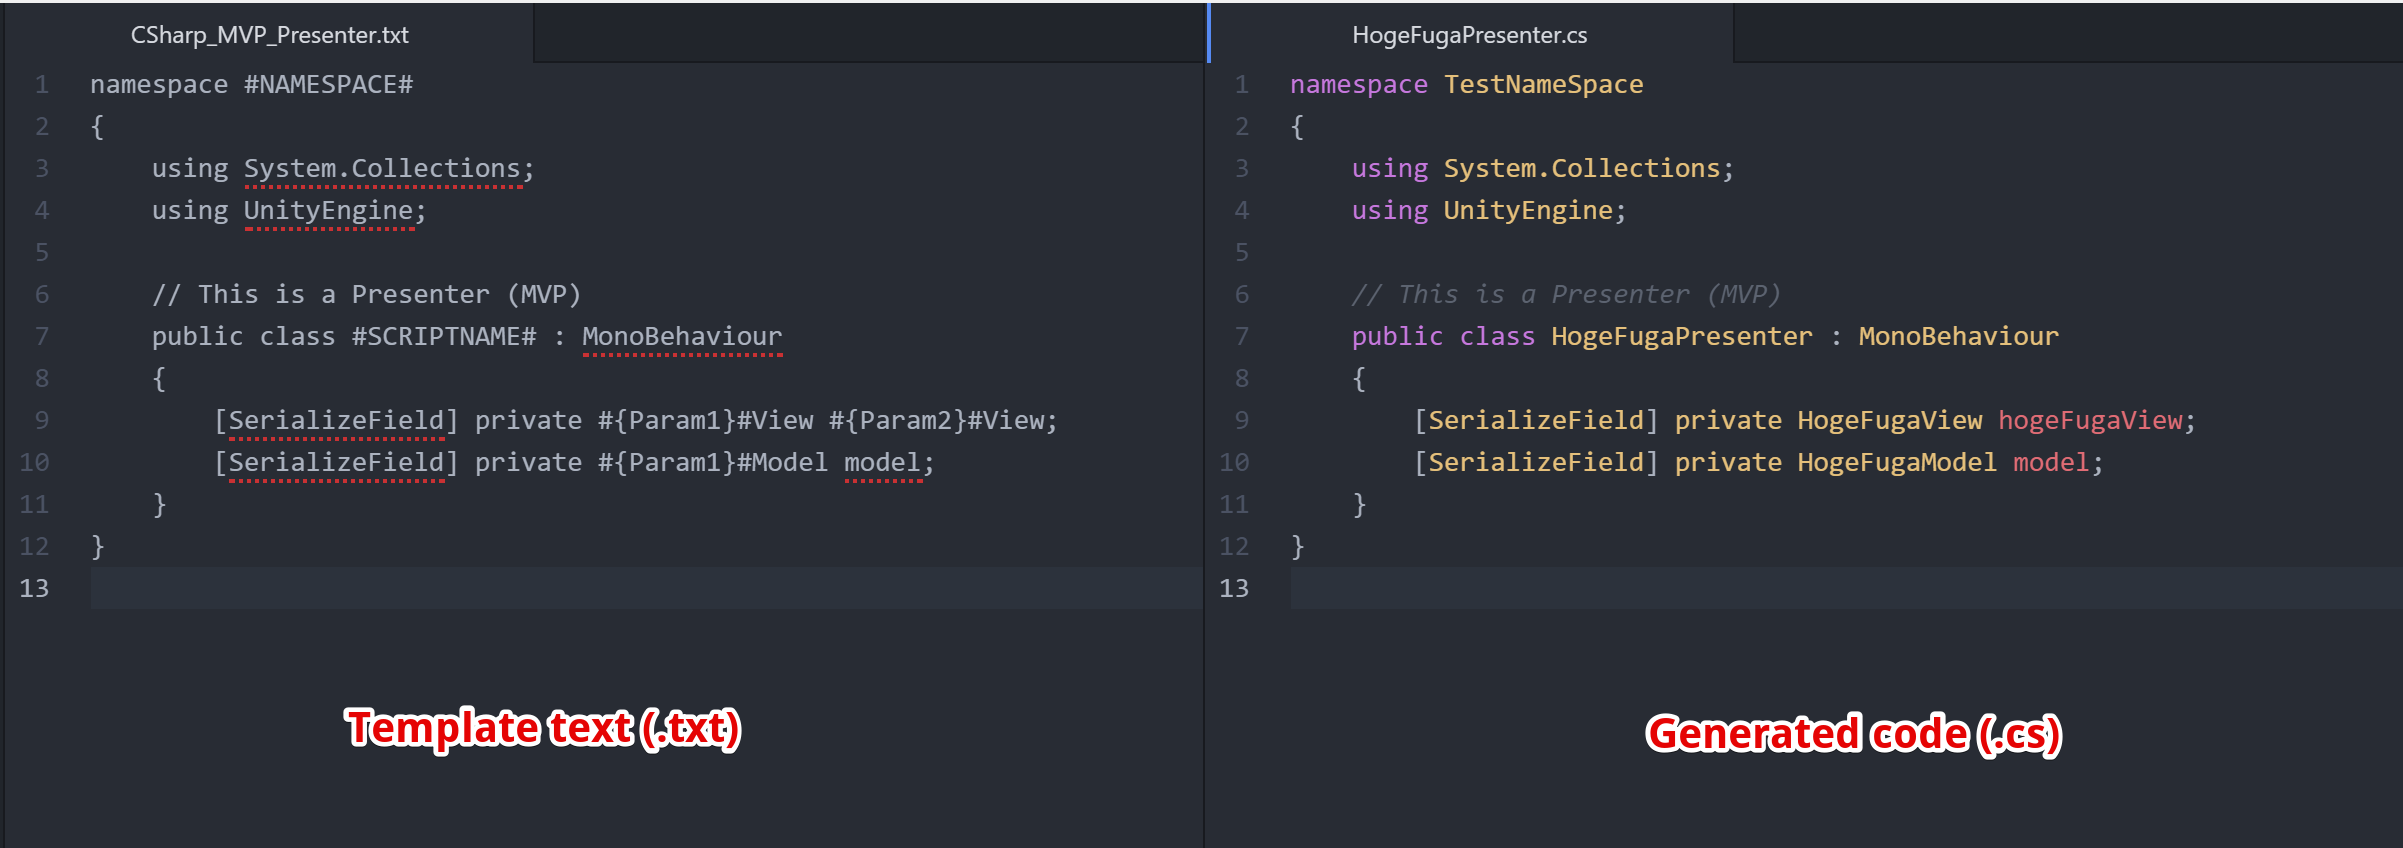 CSharp_MVP_Presenter.txt
1 namespace #NAMESPACE#
2 {
3     using System.Collections;
4     using UnityEngine;
5
6     // This is a Presenter (MVP)
7     public class #SCRIPTNAME# : MonoBehaviour
8     {
9         [SerializeField] private #{Param1}#View #{Param2}#View;
10         [SerializeField] private #{Param1}#Model model;
11     }
12 }
13
Template text (.txt)
HogeFugaPresenter.cs
1 namespace TestNameSpace
2 {
3     using System.Collections;
4     using UnityEngine;
5
6     // This is a Presenter (MVP)
7     public class HogeFugaPresenter : MonoBehaviour
8     {
9         [SerializeField] private HogeFugaView hogeFugaView;
10         [SerializeField] private HogeFugaModel model;
11     }
12 }
13
Generated code (.cs)